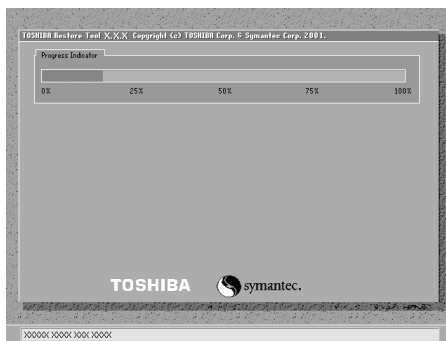 TOSHIBA Restore Tool X.X.X Copyright (c) TOSHIBA Corp. & Symantec Corp. 2001.
Progress Indicator
0% 25% 50% 75% 100%
TOSHIBA symantec.
XXXXX XXXX XXX XXXX